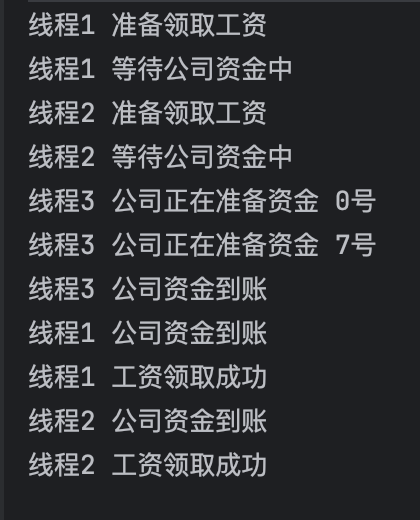 线程1 准备领取工资
线程1 等待公司资金中
线程2 准备领取工资
线程2 等待公司资金中
线程3 公司正在准备资金 0号
线程3 公司正在准备资金 7号
线程3 公司资金到账
线程1 公司资金到账
线程1 工资领取成功
线程2 公司资金到账
线程2 工资领取成功